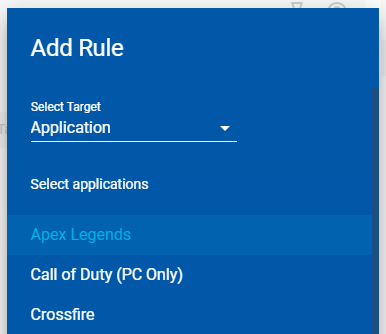 Add Rule
Select Target
Application
Select applications
Apex Legends
Call of Duty (PC Only)
Crossfire